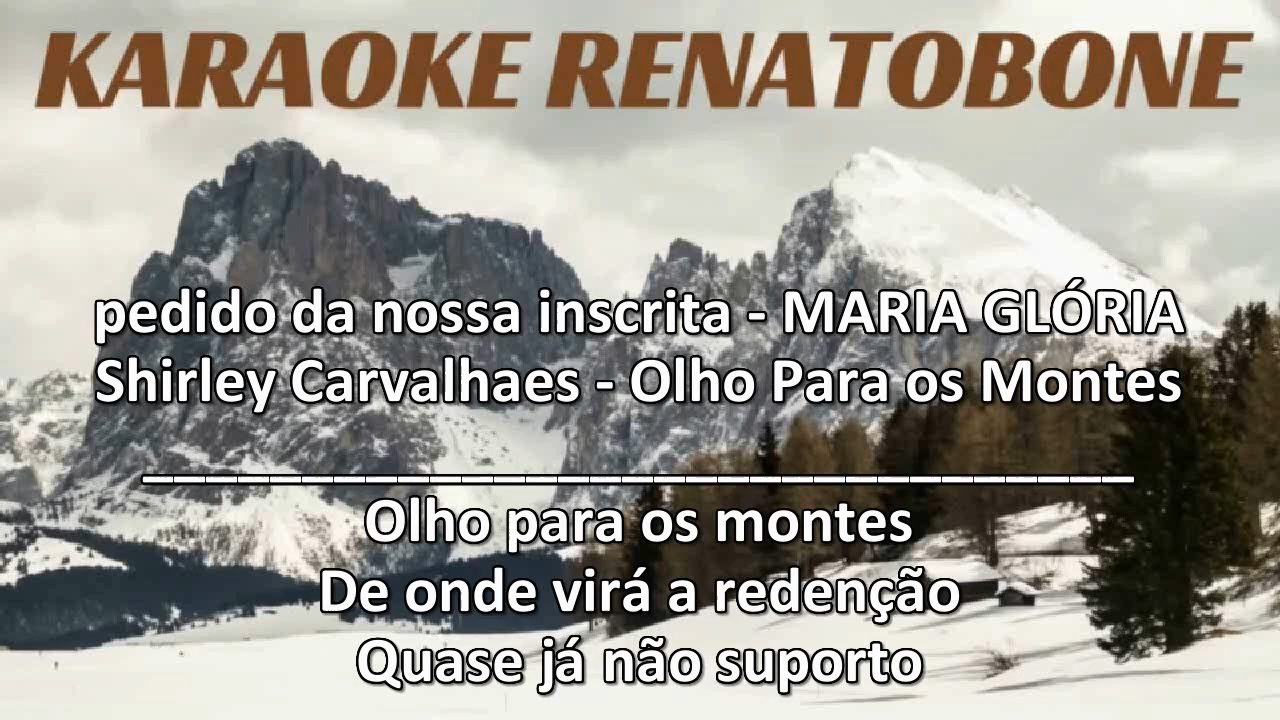 KARAOKE RENATOBONE
pedido da nossa inscrita - MARIA GLÓRIA
Shirley Carvalhaes - Olho Para os Montes
_________________________________
Olho para os montes
De onde virá a redenção
Quase já não suporto